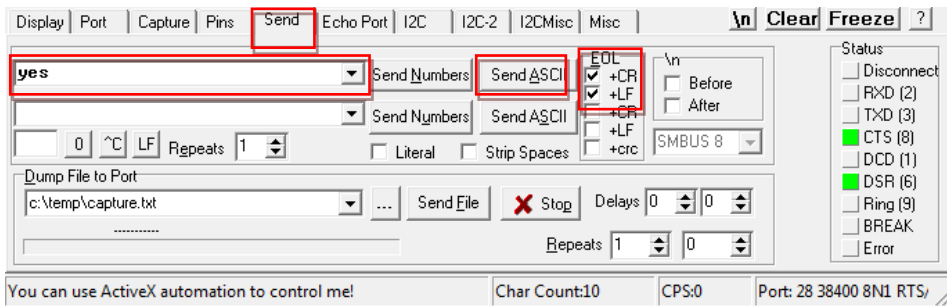 Display Port Capture Pins Send Echo Port I2C I2C-2 I2CMisc Misc \n Clear Freeze ?
EOL \n Status
yes Send Numbers Send ASCII +CR Before Disconnect
+LF After RXD (2)
Send Numbers Send ASCII +CR TXD (3)
+LF SMBUS 8 CTS (8)
0 ^C LF Repeats 1 Literal Strip Spaces +crc DCD (1)
Dump File to Port DSR (6)
c:\temp\capture.txt ... Send File Stop Delays 0 0 Ring (9)
----------- BREAK
Repeats 1 0 Error
You can use ActiveX automation to control me! Char Count:10 CPS:0 Port: 28 38400 8N1 RTS/